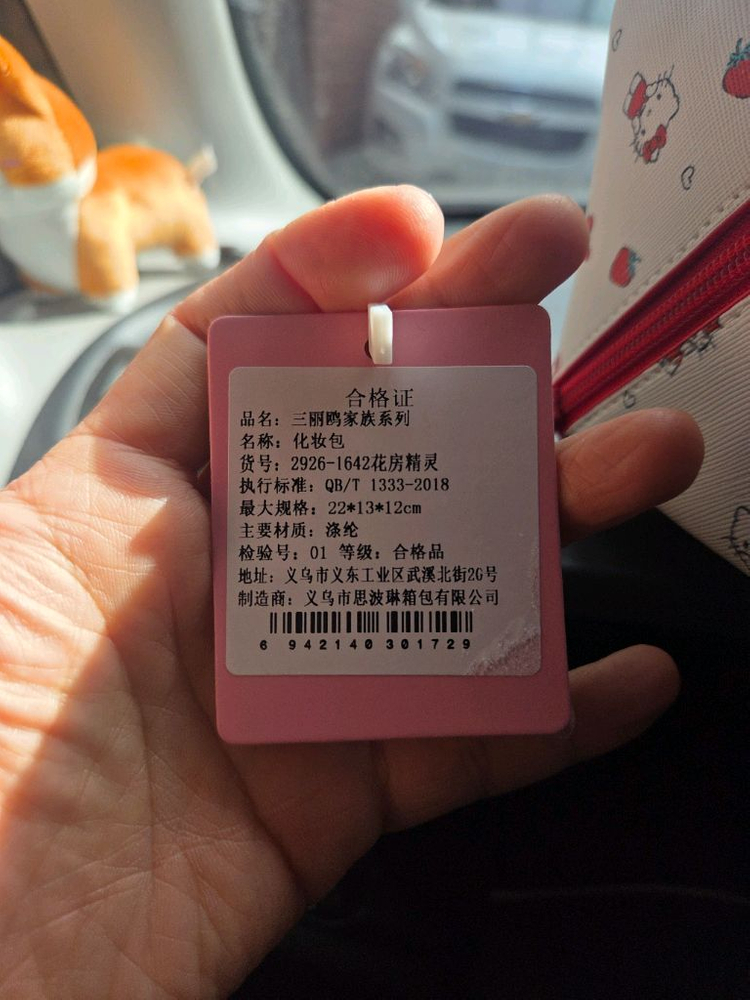 合格证
品名：三丽鸥家族系列
名称：化妆包
货号：2926-1642花房精灵
执行标准：QB/T 1333-2018
最大规格：22*13*12cm
主要材质：涤纶
检验号：01 等级：合格品
地址：义乌市义东工业区武溪北街26号
制造商：义乌市思波琳箱包有限公司
6 942140 301729